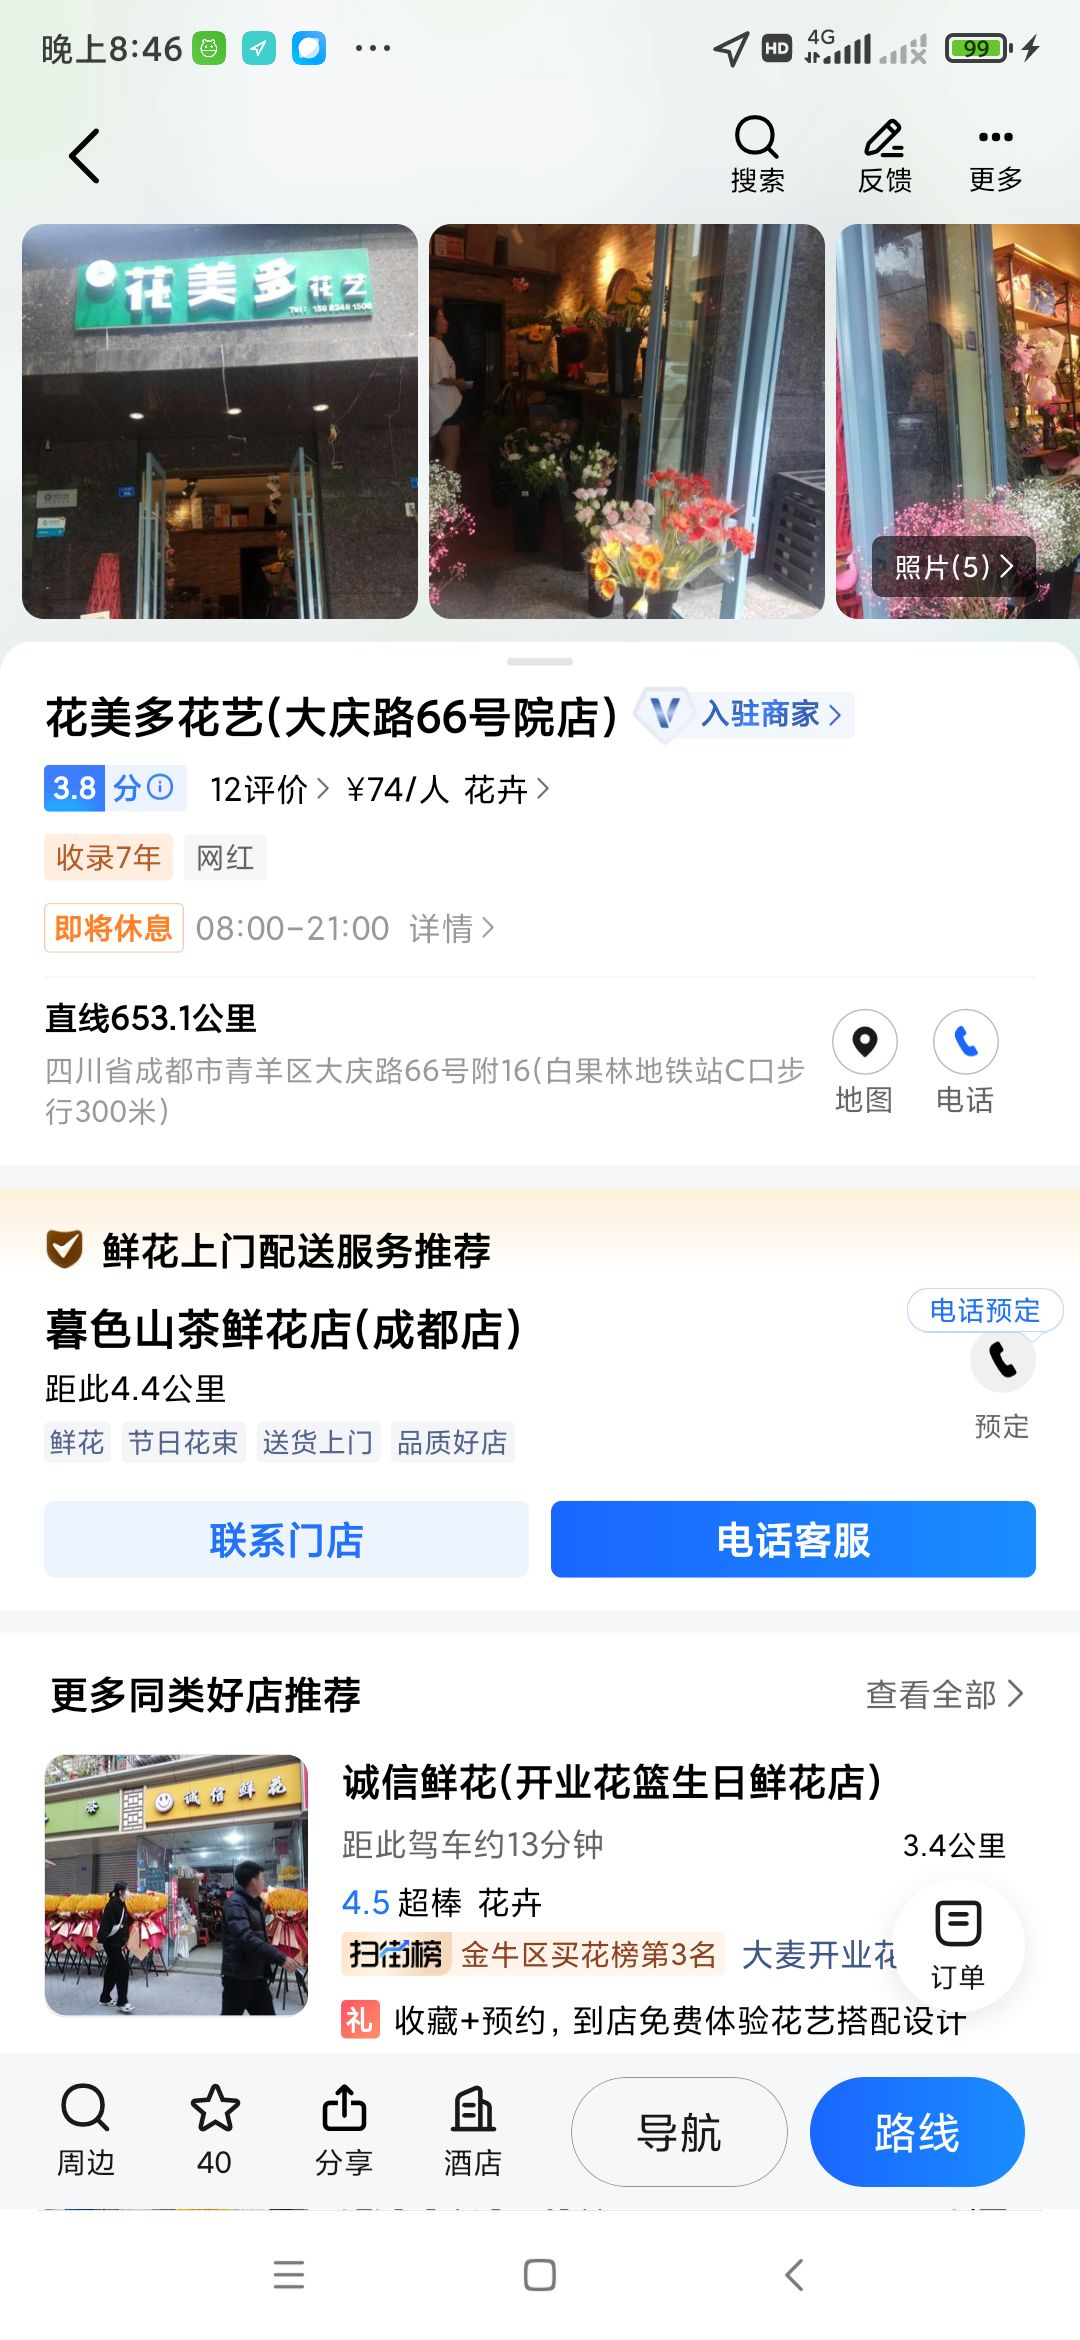 晚上8:46
HD
4G
99
搜索
反馈
更多
花美多花艺
照片(5)
花美多花艺(大庆路66号院店)
入驻商家
3.8 分
12评价
¥74/人 花卉
收录7年
网红
即将休息 08:00-21:00 详情
直线653.1公里
四川省成都市青羊区大庆路66号附16(白果林地铁站C口步
行300米)
地图
电话
鲜花上门配送服务推荐
暮色山茶鲜花店(成都店)
电话预定
距此4.4公里
预定
鲜花 节日花束 送货上门 品质好店
联系门店
电话客服
更多同类好店推荐
查看全部
诚信鲜花
诚信鲜花(开业花篮生日鲜花店)
距此驾车约13分钟
3.4公里
4.5 超棒 花卉
扫街榜 金牛区买花榜第3名 大麦开业花
订单
礼 收藏+预约, 到店免费体验花艺搭配设计
周边
40
分享
酒店
导航
路线